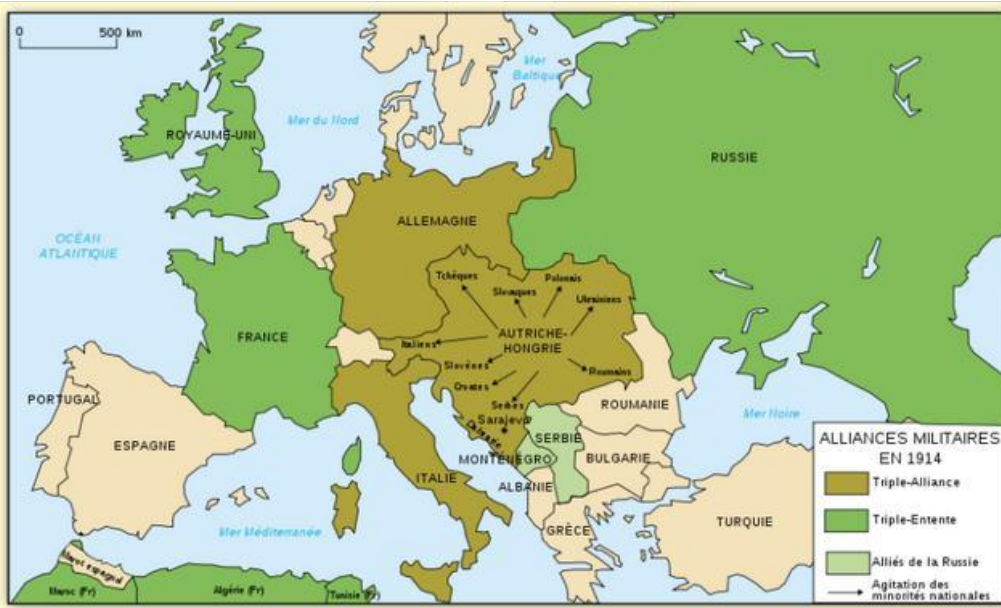 0 500 km
Mer
Baltique
Mer du Nord
ROYAUME-UNI
RUSSIE
ALLEMAGNE
OCÉAN
ATLANTIQUE
Tchèques
Slovaques
Polonais
Ukrainiens
FRANCE
AUTRICHE-
HONGRIE
Italiens
Slovènes
Roumains
Croates
PORTUGAL
Serbes
ROUMANIE
Mer Noire
Sarajevo
ESPAGNE
SERBIE
MONTÉNÉGRO
BULGARIE
ITALIE
ALBANIE
GRÈCE
TURQUIE
Mer Méditerranée
Maroc espagnol
Maroc (Fr)
Algérie (Fr)
Tunisie (Fr)
ALLIANCES MILITAIRES
EN 1914
Triple-Alliance
Triple-Entente
Alliés de la Russie
Agitation des
minorités nationales